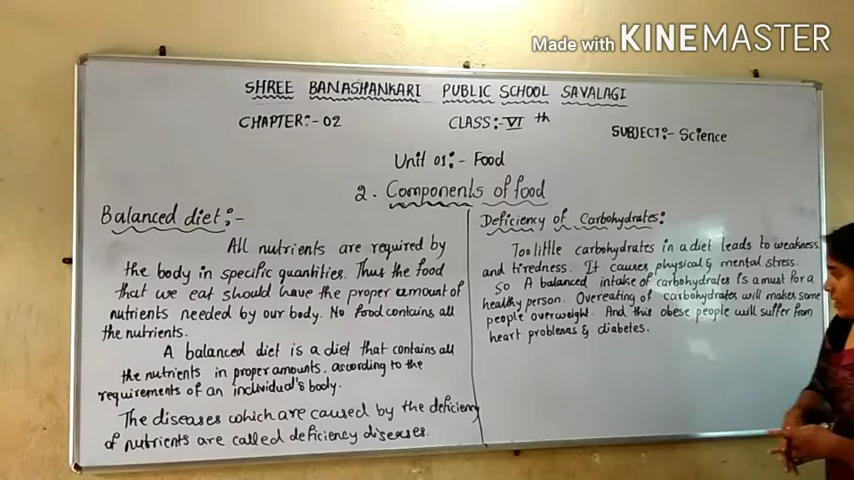 Made with KINEMASTER
SHREE BANASHANKARI PUBLIC SCHOOL SAVALAGI
CHAPTER:- 02 CLASS:- VI th SUBJECT:- Science
Unit 01:- Food
2. Components of food
Balanced diet:-
All nutrients are required by
the body in specific quantities. Thus the food
that we eat should have the proper amount of
nutrients needed by our body. No food contains all
the nutrients.
A balanced diet is a diet that contains all
the nutrients in proper amounts. according to the
requirements of an individual's body.
The diseases which are caused by the deficiency
of nutrients are called deficiency diseases.
Deficiency of Carbohydrates:
Too little carbohydrates in a diet leads to weakness
and tiredness. It causes physical & mental stress.
So A balanced intake of carbohydrates is a must for a
healthy person. Overeating of carbohydrates will makes some
people overweight. And this obese people will suffer from
heart problems & diabetes.